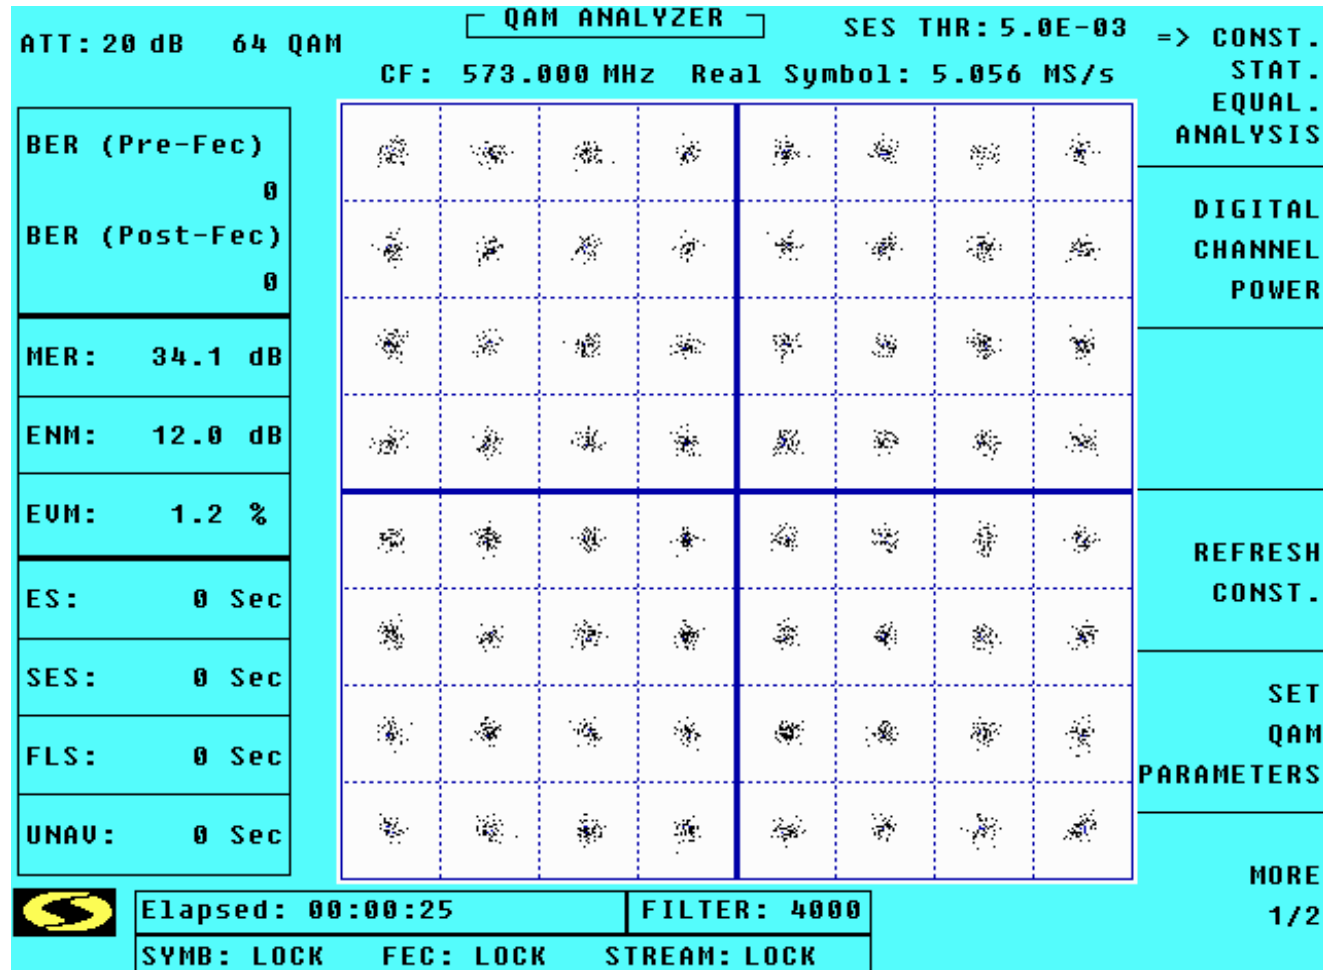 QAM ANALYZER
ATT: 20 dB 64 QAM
SES THR: 5.0E-03
CF: 573.000 MHz Real Symbol: 5.056 MS/s
BER (Pre-Fec)
0
BER (Post-Fec)
0
MER: 34.1 dB
ENM: 12.0 dB
EVM: 1.2 %
ES: 0 Sec
SES: 0 Sec
FLS: 0 Sec
UNAV: 0 Sec
Elapsed: 00:00:25
FILTER: 4000
SYMB: LOCK FEC: LOCK STREAM: LOCK
=> CONST.
STAT.
EQUAL.
ANALYSIS
DIGITAL
CHANNEL
POWER
REFRESH
CONST.
SET
QAM
PARAMETERS
MORE
1/2